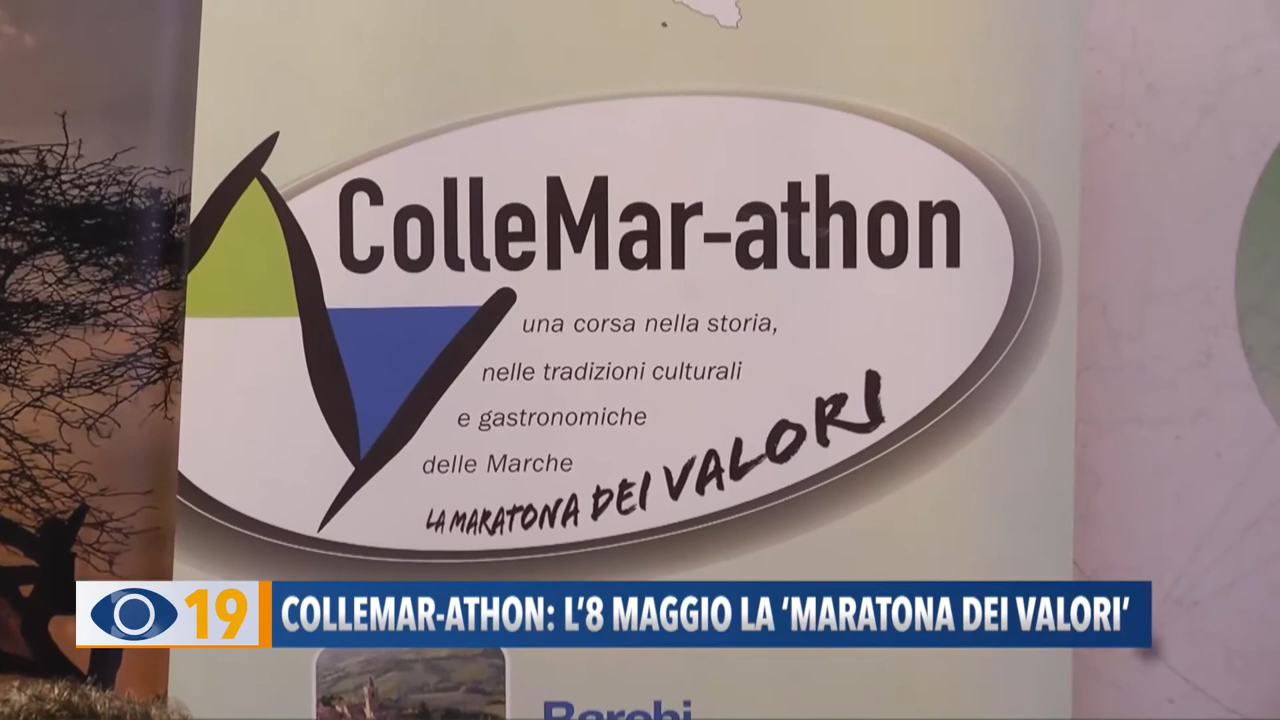 ColleMar-athon
una corsa nella storia,
nelle tradizioni culturali
e gastronomiche
delle Marche
LA MARATONA DEI VALORI
19
COLLEMAR-ATHON: L'8 MAGGIO LA 'MARATONA DEI VALORI'
Barchi